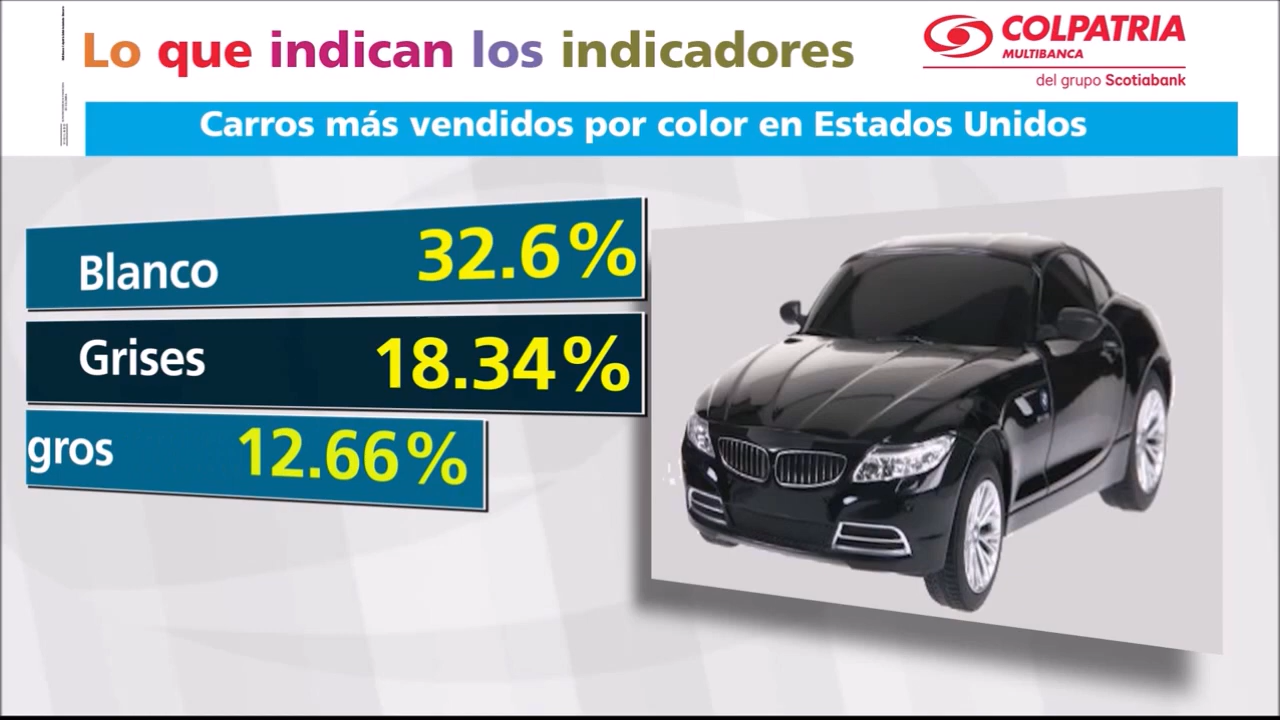 Lo que indican los indicadores
COLPATRIA
MULTIBANCA
del grupo Scotiabank
Carros más vendidos por color en Estados Unidos
Blanco 32.6%
Grises 18.34%
gros 12.66%